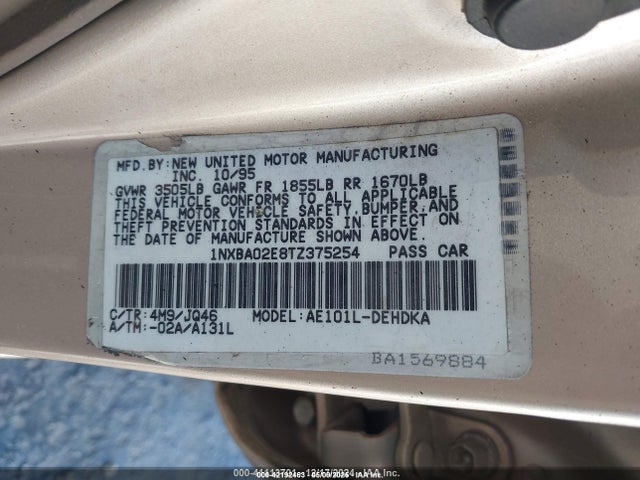 MFD.BY:NEW UNITED MOTOR MANUFACTURING
INC. 10/95
GVWR 3505LB GAWR FR 1855LB RR 1670LB
THIS VEHICLE CONFORMS TO ALL APPLICABLE
FEDERAL MOTOR VEHICLE SAFETY, BUMPER, AND
THEFT PREVENTION STANDARDS IN EFFECT ON
THE DATE OF MANUFACTURE SHOWN ABOVE.
1NXBA02E8TZ375254 PASS CAR
C/TR:4M9/JQ46 MODEL:AE101L-DEHDKA
A/TM:-02A/A131L
BA1569884